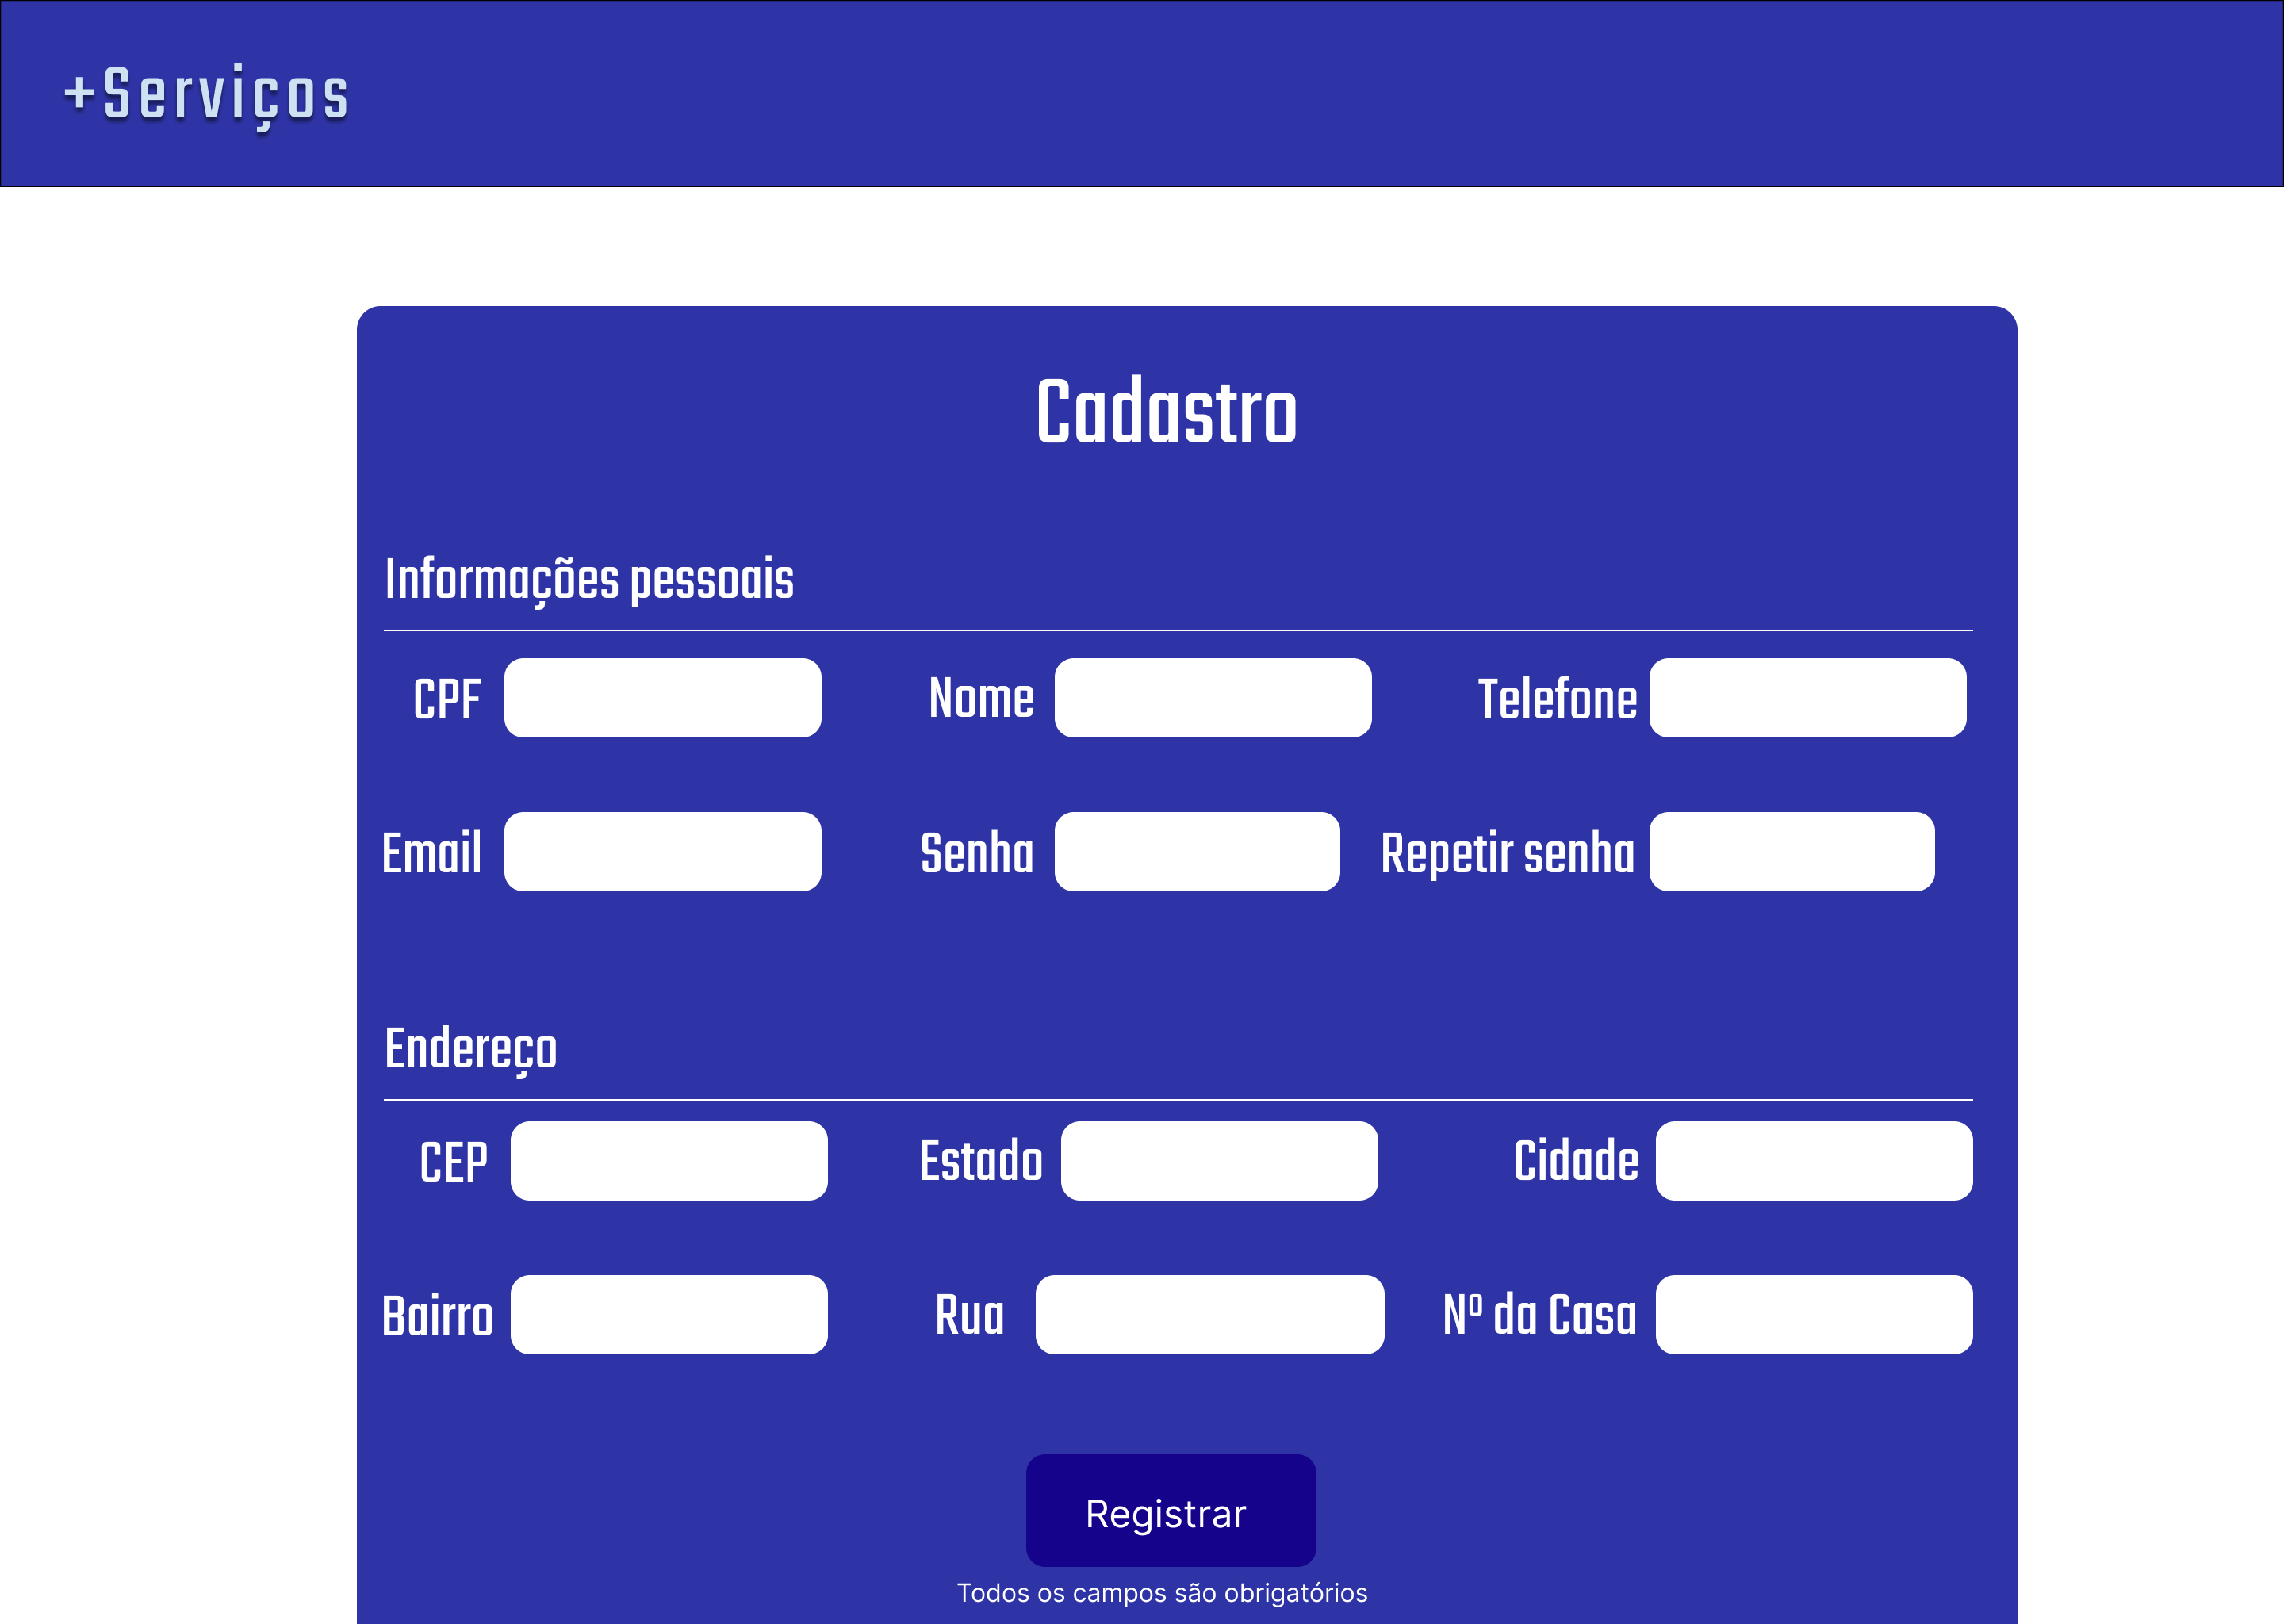 +Serviços
Cadastro
Informações pessoais
CPF
Nome
Telefone
Email
Senha
Repetir senha
Endereço
CEP
Estado
Cidade
Bairro
Rua
Nº da Casa
Registrar
Todos os campos são obrigatórios